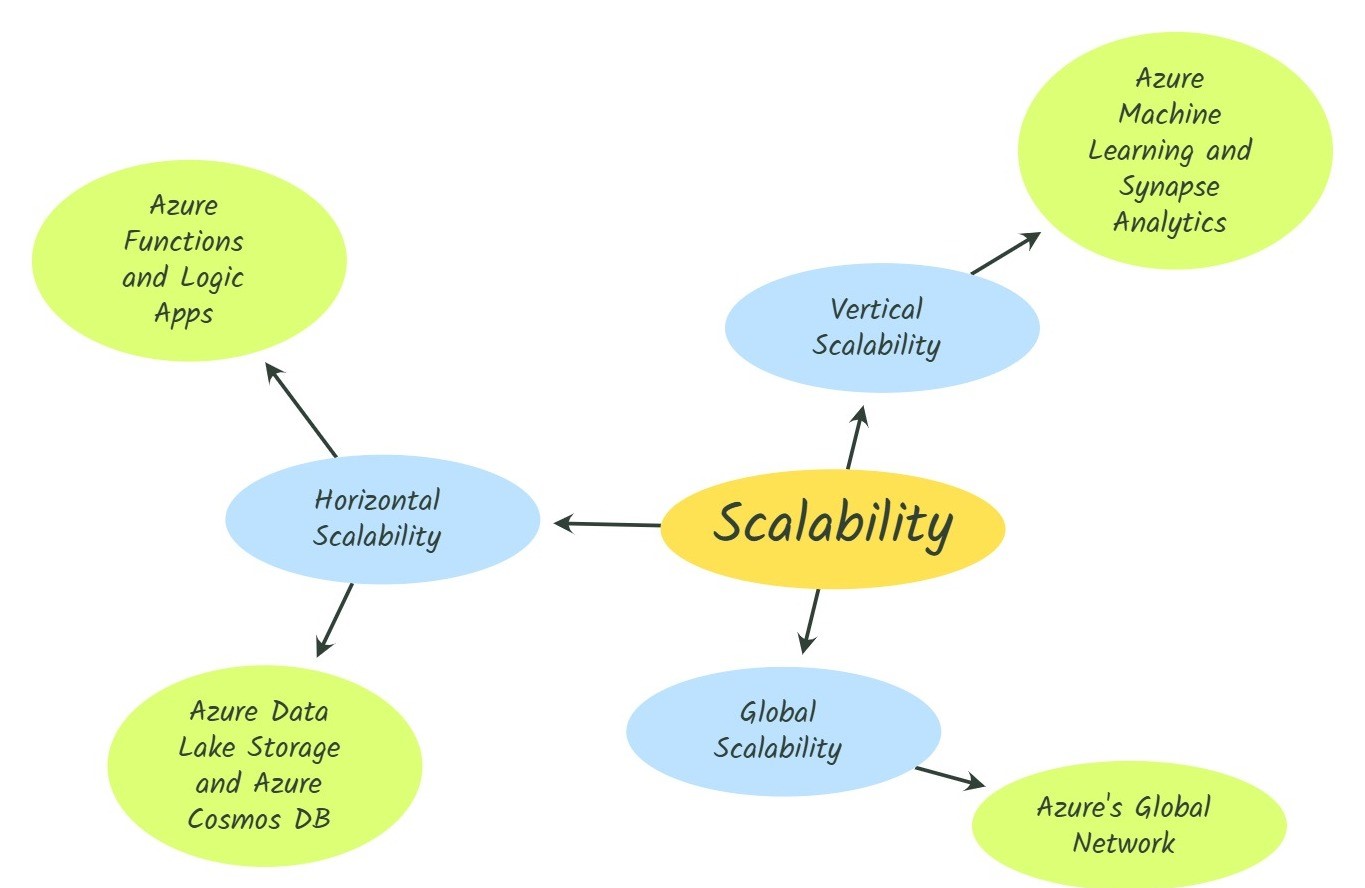 Azure
Machine
Learning and
Synapse
Analytics
Azure
Functions
and Logic
Apps
Vertical
Scalability
Horizontal
Scalability
Scalability
Azure Data
Lake Storage
and Azure
Cosmos DB
Global
Scalability
Azure's Global
Network